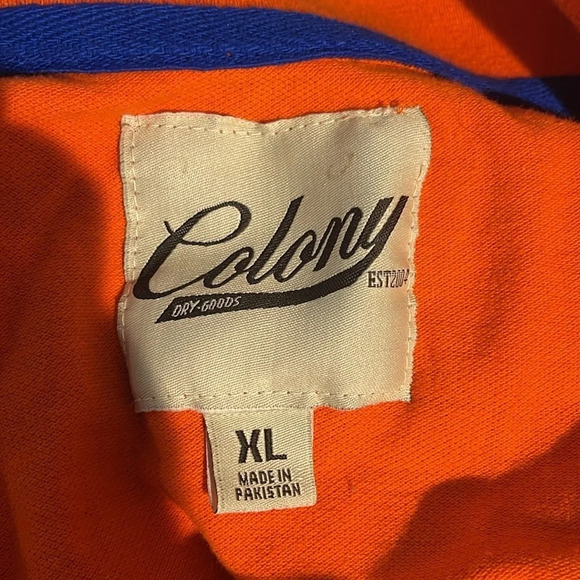 Colony
EST2004
DRY-GOODS
XL
MADE IN
PAKISTAN